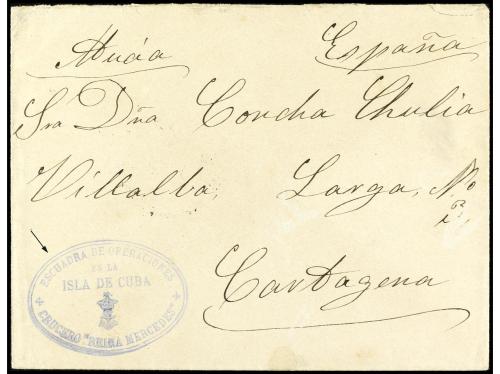 España
Sra Dña Concha Chulia
Villalba, Larga, No
Cartagena
ESCUADRA DE OPERACIONES
EN LA
ISLA DE CUBA
CRUCERO "REINA MERCEDES"